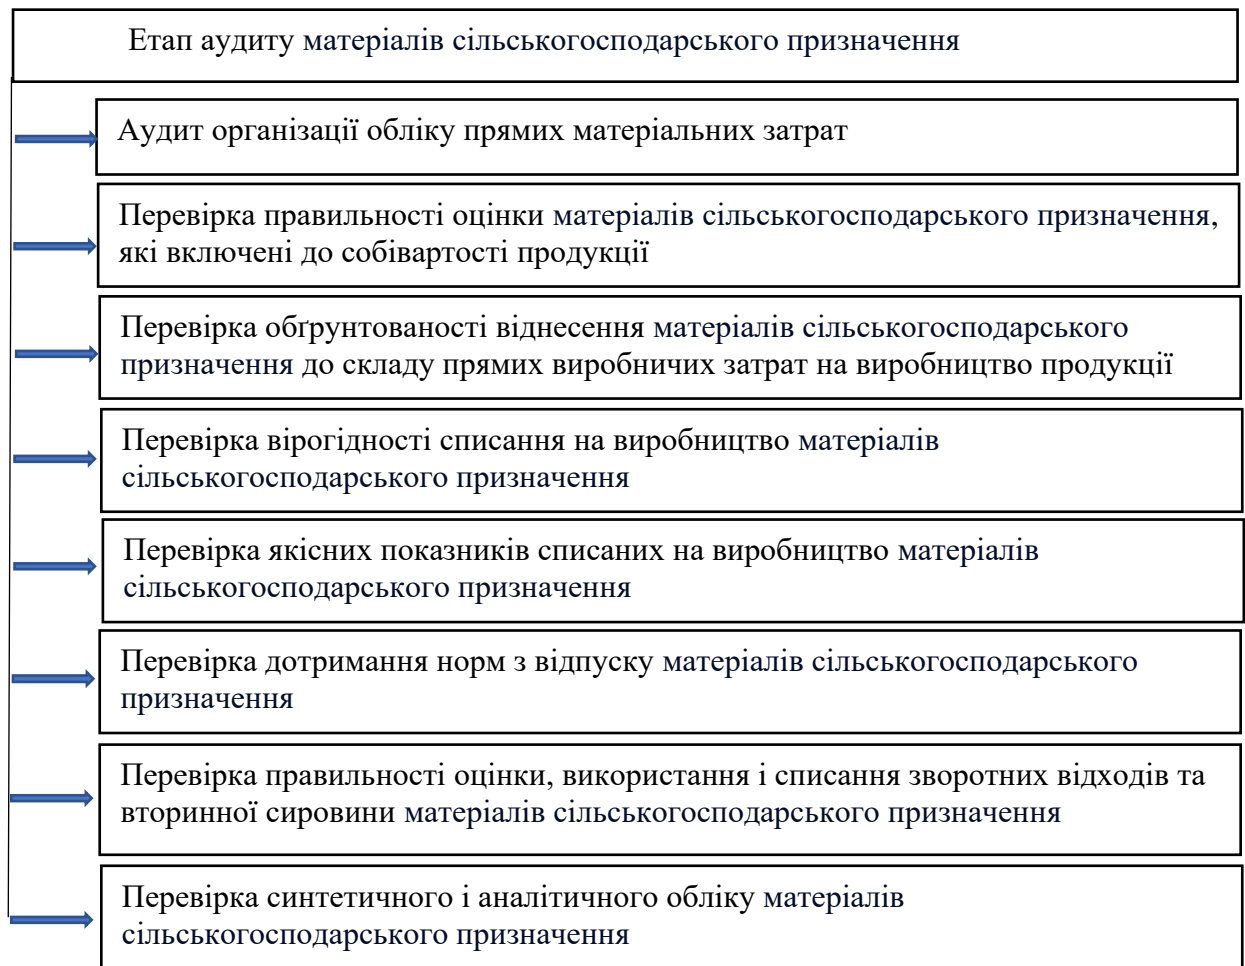 Етап аудиту матеріалів сільськогосподарського призначення
Аудит організації обліку прямих матеріальних затрат
Перевірка правильності оцінки матеріалів сільськогосподарського призначення,
які включені до собівартості продукції
Перевірка обґрунтованості віднесення матеріалів сільськогосподарського
призначення до складу прямих виробничих затрат на виробництво продукції
Перевірка вірогідності списання на виробництво матеріалів
сільськогосподарського призначення
Перевірка якісних показників списаних на виробництво матеріалів
сільськогосподарського призначення
Перевірка дотримання норм з відпуску матеріалів сільськогосподарського
призначення
Перевірка правильності оцінки, використання і списання зворотних відходів та
вторинної сировини матеріалів сільськогосподарського призначення
Перевірка синтетичного і аналітичного обліку матеріалів
сільськогосподарського призначення